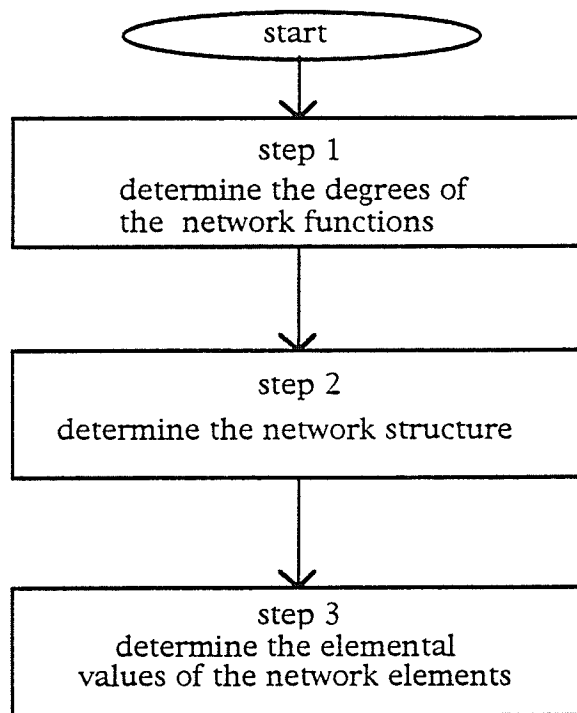 start
step 1
determine the degrees of
the network functions
step 2
determine the network structure
step 3
determine the elemental
values of the network elements